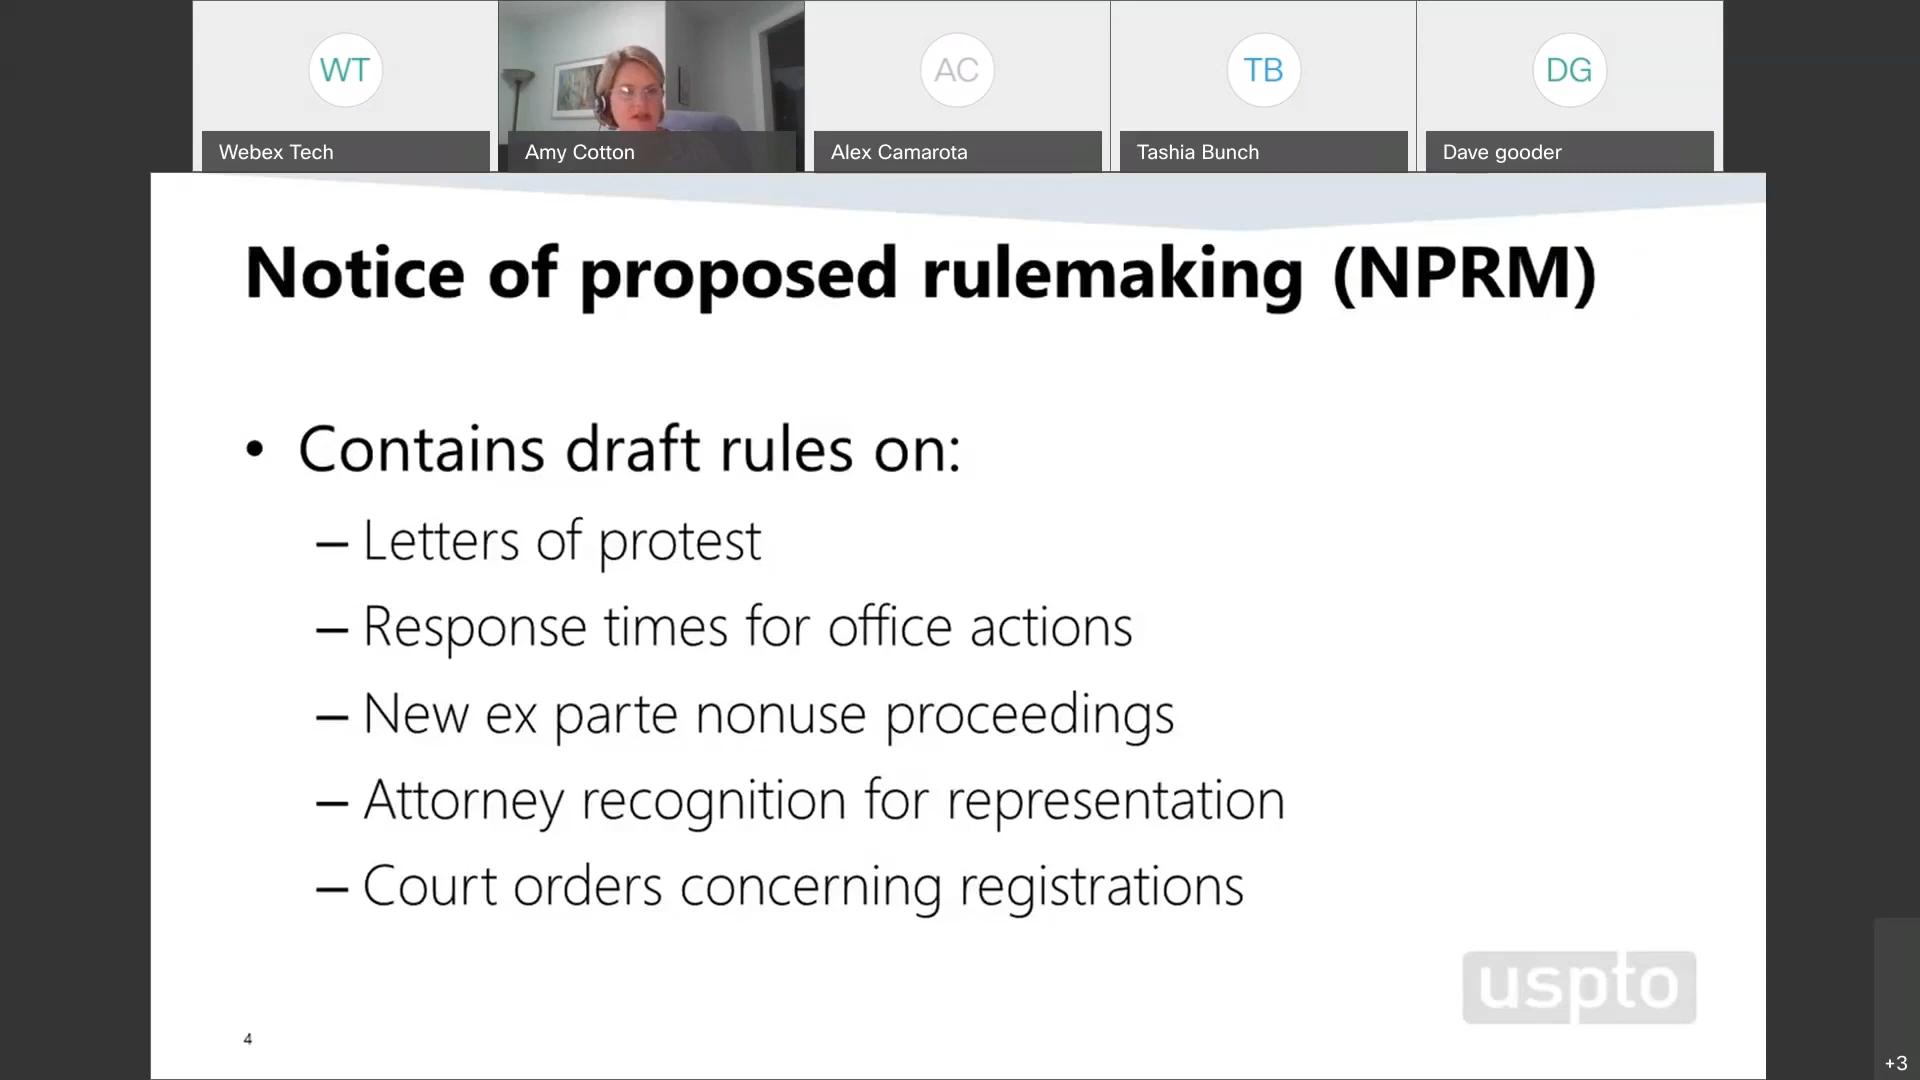 WT
AC
TB
DG
Webex Tech
Amy Cotton
Alex Camarota
Tashia Bunch
Dave gooder
Notice of proposed rulemaking (NPRM)
• Contains draft rules on:
– Letters of protest
– Response times for office actions
– New ex parte nonuse proceedings
– Attorney recognition for representation
– Court orders concerning registrations
uspto
4
+3